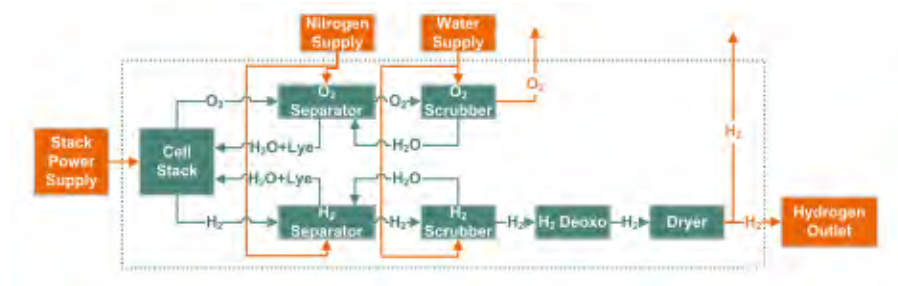 Nilrogen
Supply
Water
Supply
O₂
O₂
Separator
O₂
O₂
Scrubber
O₂
Stack
Power
Supply
Cell
Stack
H₂O+Lye
H₂O
H₂O+Lye
H₂O
H₂
H₂
H₂
Separator
H₂
H₂
Scrubber
H₂
H₂ Deoxo
H₂
Dryer
H₂
Hydrogen
Outlet